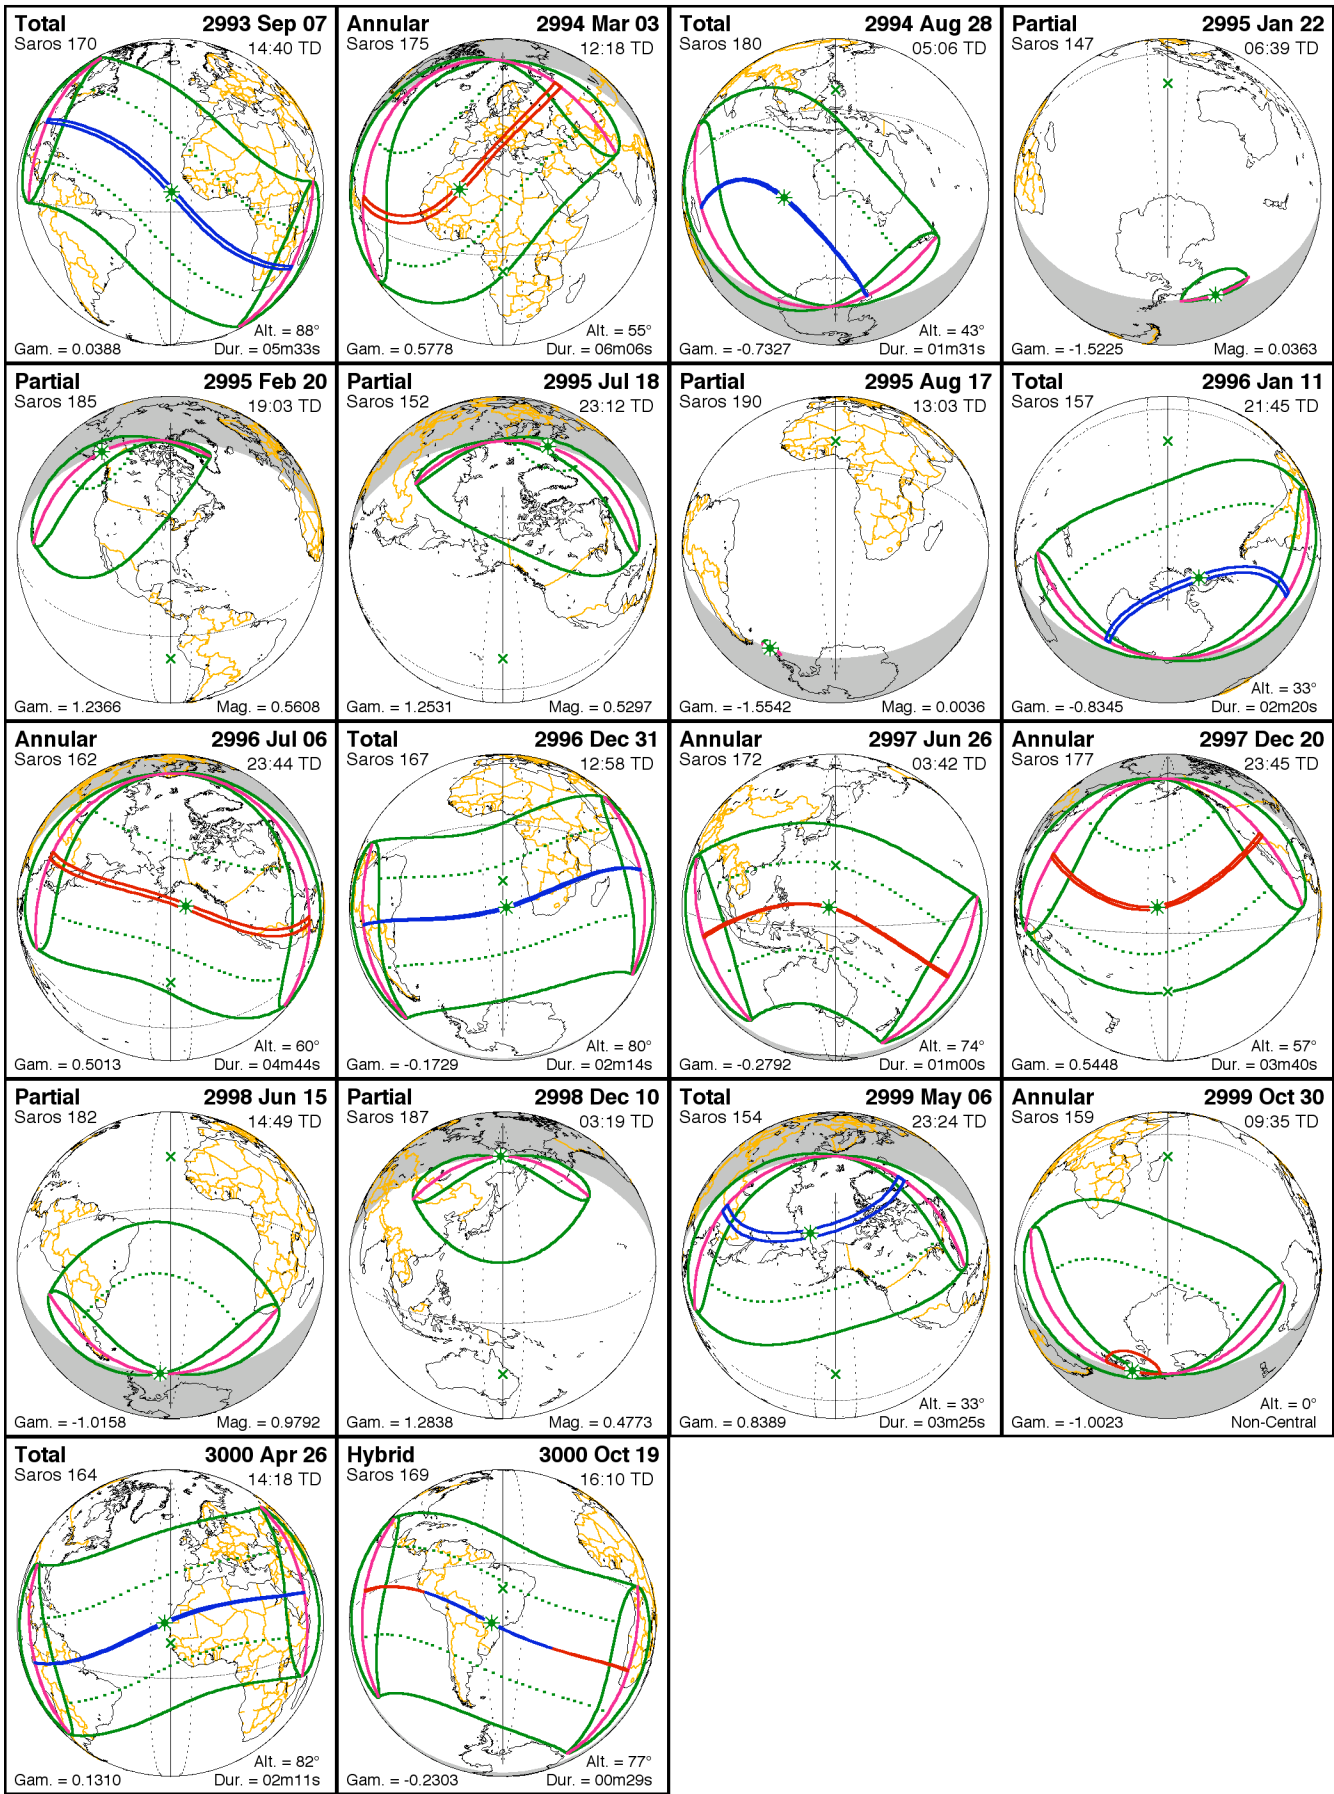 Total 2993 Sep 07
Saros 170 14:40 TD
Alt. = 88°
Gam. = 0.0388 Dur. = 05m33s
Annular 2994 Mar 03
Saros 175 12:18 TD
Alt. = 55°
Gam. = 0.5778 Dur. = 06m06s
Total 2994 Aug 28
Saros 180 05:06 TD
Alt. = 43°
Gam. = -0.7327 Dur. = 01m31s
Partial 2995 Jan 22
Saros 147 06:39 TD
Gam. = -1.5225 Mag. = 0.0363
Partial 2995 Feb 20
Saros 185 19:03 TD
Gam. = 1.2366 Mag. = 0.5608
Partial 2995 Jul 18
Saros 152 23:12 TD
Gam. = 1.2531 Mag. = 0.5297
Partial 2995 Aug 17
Saros 190 13:03 TD
Gam. = -1.5542 Mag. = 0.0036
Total 2996 Jan 11
Saros 157 21:45 TD
Alt. = 33°
Gam. = -0.8345 Dur. = 02m20s
Annular 2996 Jul 06
Saros 162 23:44 TD
Alt. = 60°
Gam. = 0.5013 Dur. = 04m44s
Total 2996 Dec 31
Saros 167 12:58 TD
Alt. = 80°
Gam. = -0.1729 Dur. = 02m14s
Annular 2997 Jun 26
Saros 172 03:42 TD
Alt. = 74°
Gam. = -0.2792 Dur. = 01m00s
Annular 2997 Dec 20
Saros 177 23:45 TD
Alt. = 57°
Gam. = 0.5448 Dur. = 03m40s
Partial 2998 Jun 15
Saros 182 14:49 TD
Gam. = -1.0158 Mag. = 0.9792
Partial 2998 Dec 10
Saros 187 03:19 TD
Gam. = 1.2838 Mag. = 0.4773
Total 2999 May 06
Saros 154 23:24 TD
Alt. = 33°
Gam. = 0.8389 Dur. = 03m25s
Annular 2999 Oct 30
Saros 159 09:35 TD
Alt. = 0°
Gam. = -1.0023 Non-Central
Total 3000 Apr 26
Saros 164 14:18 TD
Alt. = 82°
Gam. = 0.1310 Dur. = 02m11s
Hybrid 3000 Oct 19
Saros 169 16:10 TD
Alt. = 77°
Gam. = -0.2303 Dur. = 00m29s